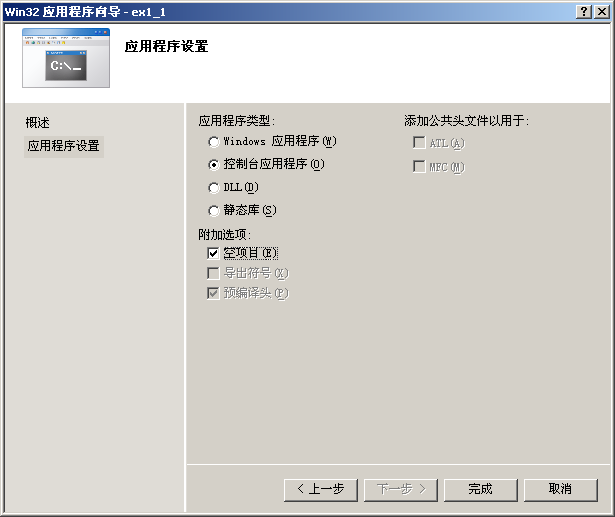 Win32 应用程序向导 - ex1_1
C:\_
应用程序设置
概述
应用程序设置
应用程序类型:
Windows 应用程序(W)
控制台应用程序(O)
DLL(D)
静态库(S)
附加选项:
空项目(E)
导出符号(X)
预编译头(P)
添加公共头文件以用于:
ATL(A)
MFC(M)
< 上一步
下一步 >
完成
取消